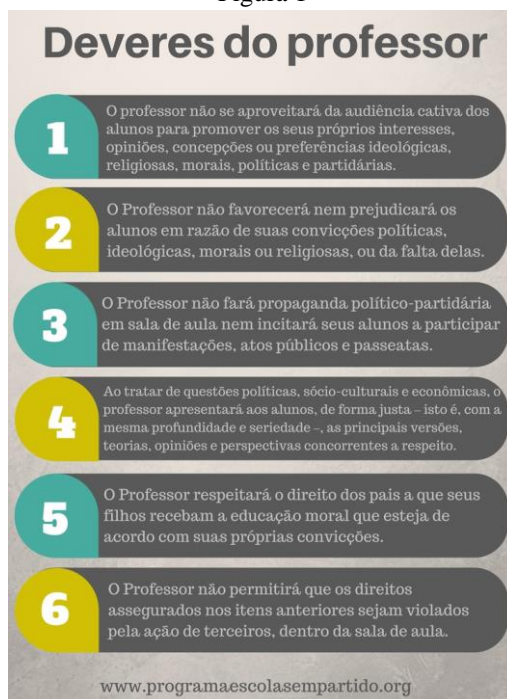 Deveres do professor
1
O professor não se aproveitará da audiência cativa dos
alunos para promover os seus próprios interesses,
opiniões, concepções ou preferências ideológicas,
religiosas, morais, políticas e partidárias.
2
O Professor não favorecerá nem prejudicará os
alunos em razão de suas convicções políticas,
ideológicas, morais ou religiosas, ou da falta delas.
3
O Professor não fará propaganda político-partidária
em sala de aula nem incitará seus alunos a participar
de manifestações, atos públicos e passeatas.
4
Ao tratar de questões políticas, sócio-culturais e econômicas, o
professor apresentará aos alunos, de forma justa – isto é, com a
mesma profundidade e seriedade –, as principais versões,
teorias, opiniões e perspectivas concorrentes a respeito.
5
O Professor respeitará o direito dos pais a que seus
filhos recebam a educação moral que esteja de
acordo com suas próprias convicções.
6
O Professor não permitirá que os direitos
assegurados nos itens anteriores sejam violados
pela ação de terceiros, dentro da sala de aula.
www.programaescolasempartido.org